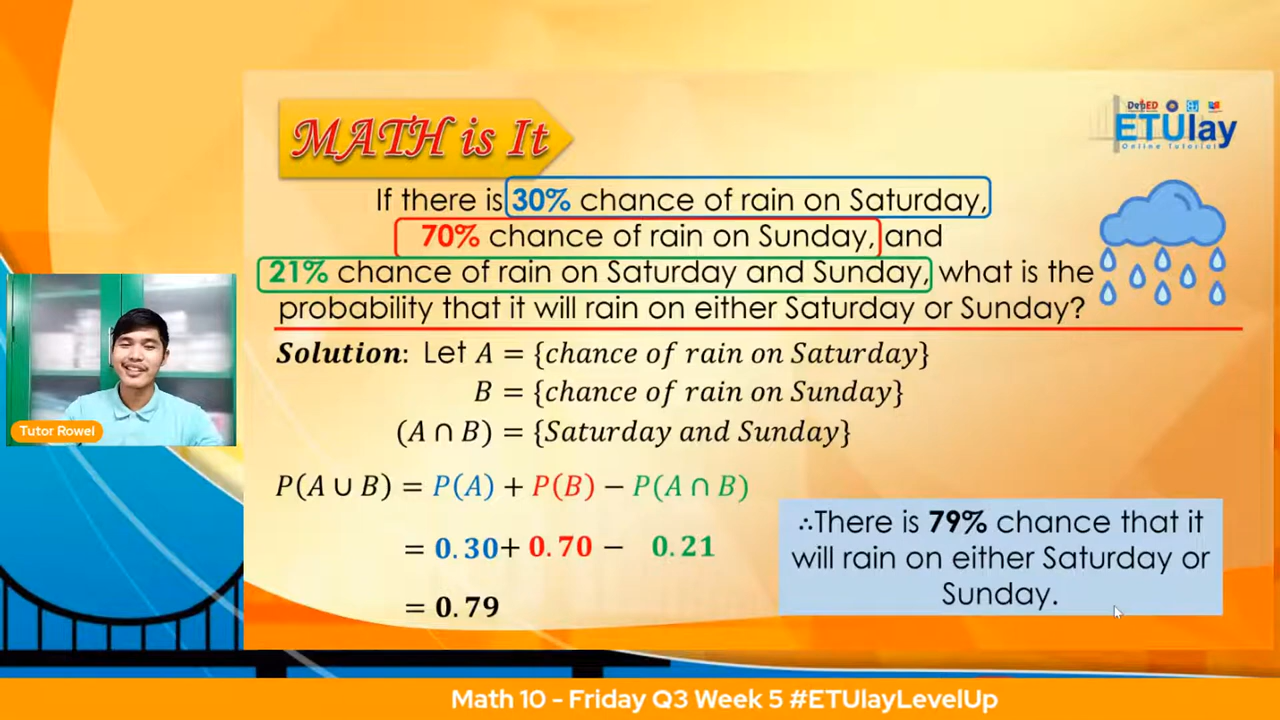 MATH is It
DepED
ETUlay
Online Tutorial
If there is 30% chance of rain on Saturday,
70% chance of rain on Sunday, and
21% chance of rain on Saturday and Sunday, what is the
probability that it will rain on either Saturday or Sunday?
Solution: Let A = {chance of rain on Saturday}
B = {chance of rain on Sunday}
(A ∩ B) = {Saturday and Sunday}
P(A ∪ B) = P(A) + P(B) − P(A ∩ B)
= 0.30+ 0.70 − 0.21
= 0.79
∴There is 79% chance that it
will rain on either Saturday or
Sunday.
Tutor Rowel
Math 10 - Friday Q3 Week 5 #ETUlayLevelUp